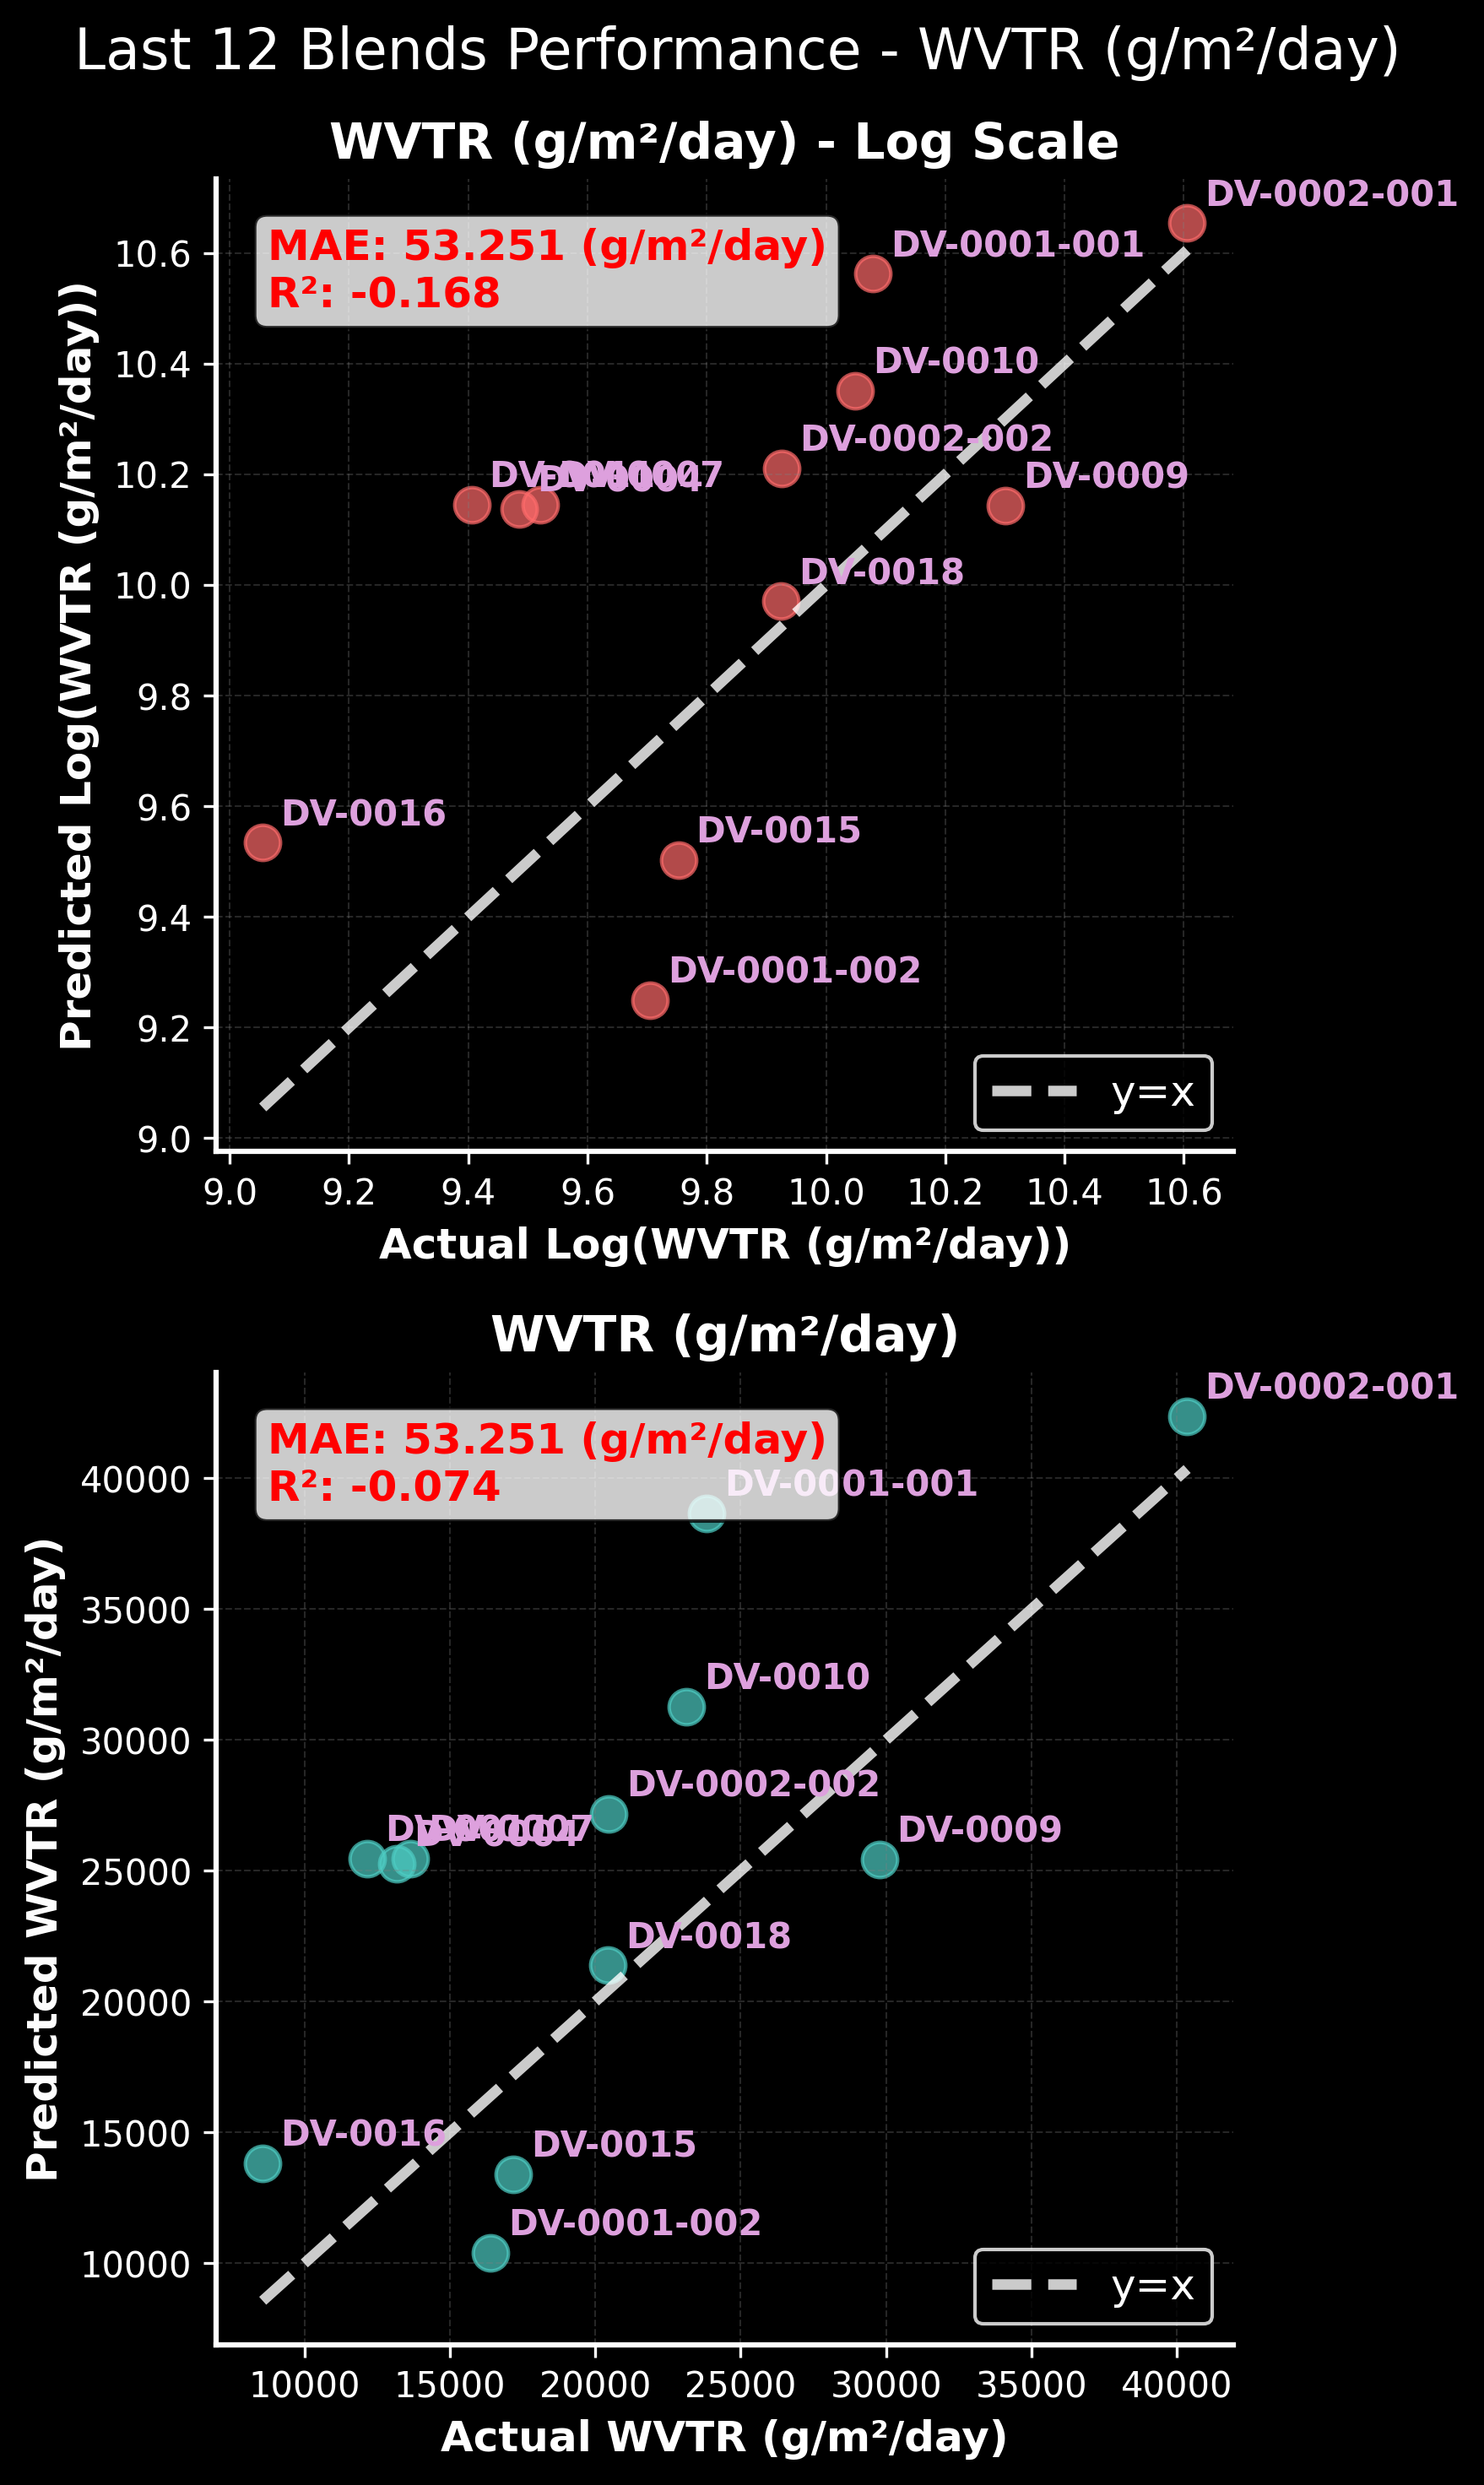 Last 12 Blends Performance - WVTR (g/m²/day)
WVTR (g/m²/day) - Log Scale
MAE: 53.251 (g/m²/day)
R²: -0.168
DV-0002-001
DV-0001-001
DV-0010
DV-0002-002
DV-0009
DV-0004
DV-0018
DV-0016
DV-0015
DV-0001-002
y=x
Predicted Log(WVTR (g/m²/day))
10.6
10.4
10.2
10.0
9.8
9.6
9.4
9.2
9.0
9.0 9.2 9.4 9.6 9.8 10.0 10.2 10.4 10.6
Actual Log(WVTR (g/m²/day))
WVTR (g/m²/day)
MAE: 53.251 (g/m²/day)
R²: -0.074
DV-0002-001
DV-0001-001
DV-0010
DV-0002-002
DV-0009
DV-0004
DV-0018
DV-0016
DV-0015
DV-0001-002
y=x
Predicted WVTR (g/m²/day)
40000
35000
30000
25000
20000
15000
10000
10000 15000 20000 25000 30000 35000 40000
Actual WVTR (g/m²/day)